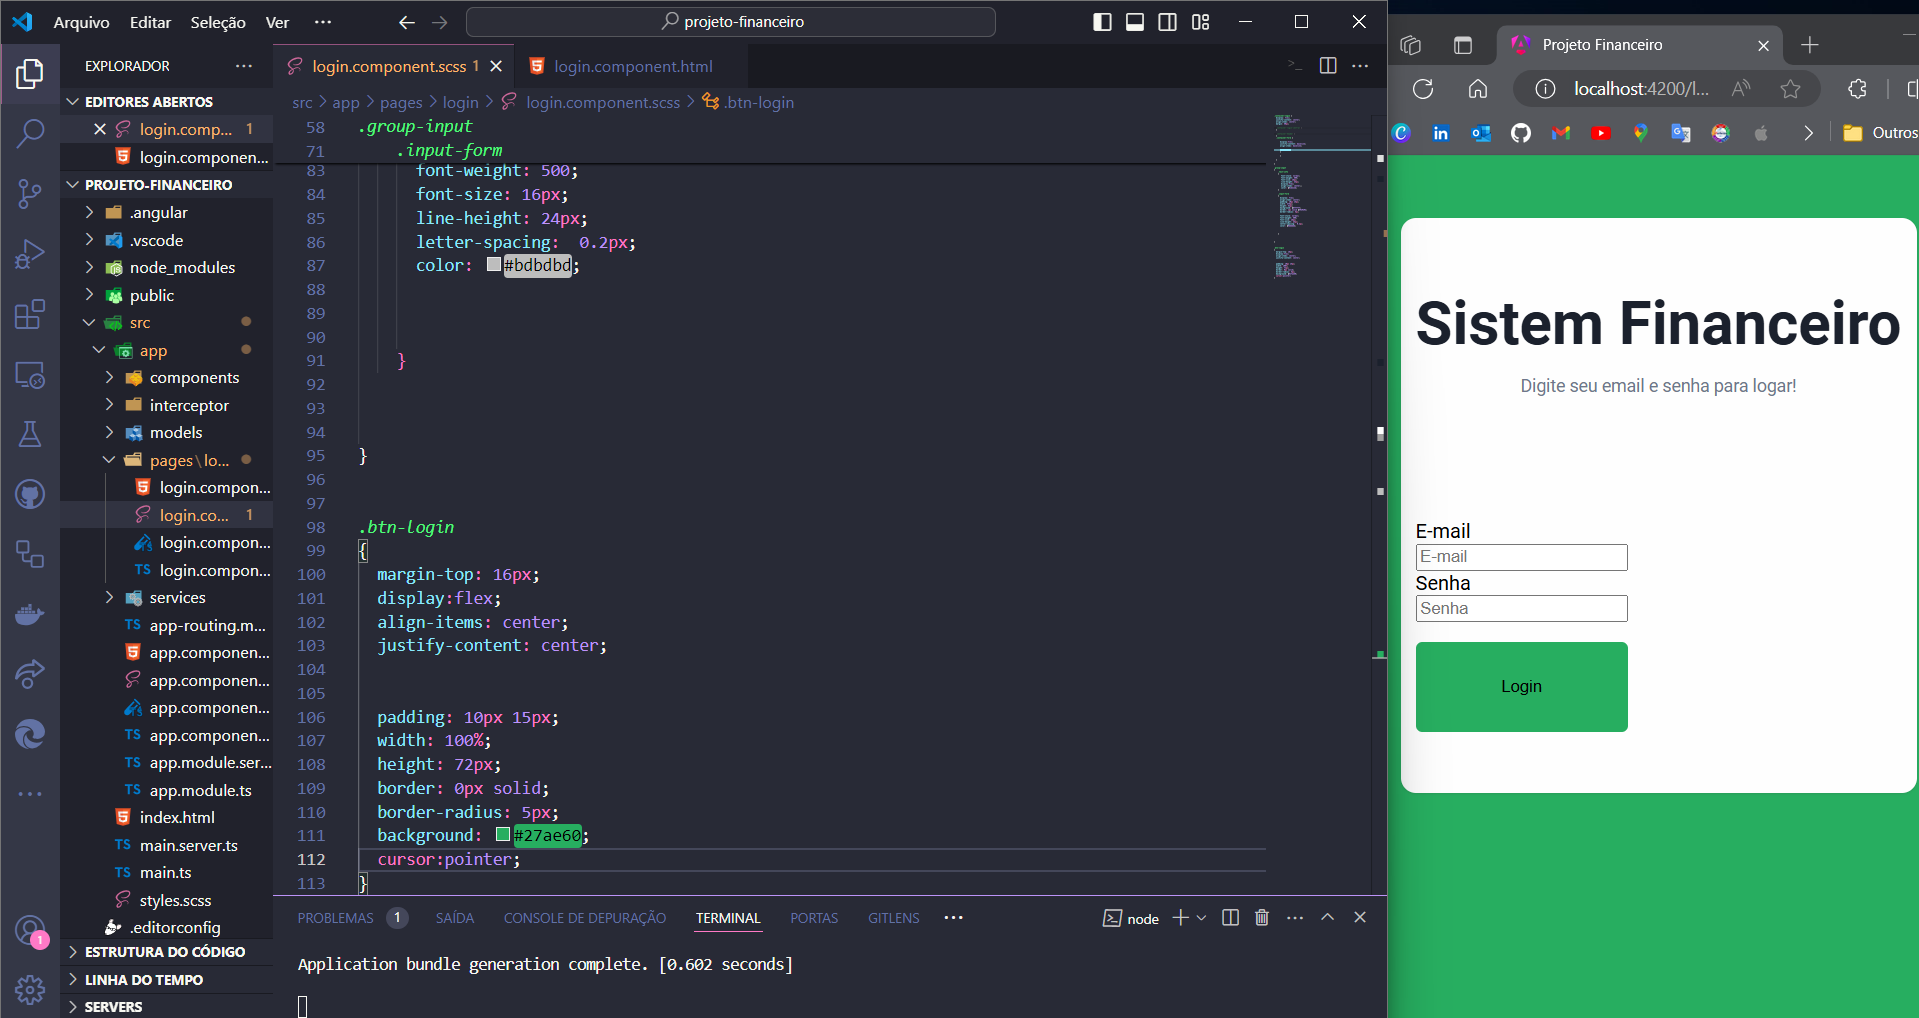 Arquivo Editar Seleção Ver ··· projeto-financeiro
EXPLORADOR ···
EDITORES ABERTOS
login.comp... 1
login.componen...
PROJETO-FINANCEIRO
.angular
.vscode
node_modules
public
src
app
components
interceptor
models
pages\lo...
login.compon...
login.co... 1
login.compon...
TS login.compon...
services
TS app-routing.m...
app.componen...
app.componen...
app.componen...
TS app.componen...
TS app.module.ser...
TS app.module.ts
index.html
TS main.server.ts
TS main.ts
styles.scss
.editorconfig
ESTRUTURA DO CÓDIGO
LINHA DO TEMPO
SERVERS
1
login.component.scss 1 login.component.html
src > app > pages > login > login.component.scss > .btn-login
58 .group-input
71 .input-form
83 font-weight: 500;
84 font-size: 16px;
85 line-height: 24px;
86 letter-spacing:  0.2px;
87 color: #bdbdbd;
88
89
90
91 }
92
93
94
95 }
96
97
98 .btn-login
99 {
100 margin-top: 16px;
101 display:flex;
102 align-items: center;
103 justify-content: center;
104
105
106 padding: 10px 15px;
107 width: 100%;
108 height: 72px;
109 border: 0px solid;
110 border-radius: 5px;
111 background: #27ae60;
112 cursor:pointer;
113 }
PROBLEMAS 1 SAÍDA CONSOLE DE DEPURAÇÃO TERMINAL PORTAS GITLENS ··· node
Application bundle generation complete. [0.602 seconds]
Projeto Financeiro
localhost:4200/l...
Outros
Sistem Financeiro
Digite seu email e senha para logar!
E-mail
E-mail
Senha
Senha
Login